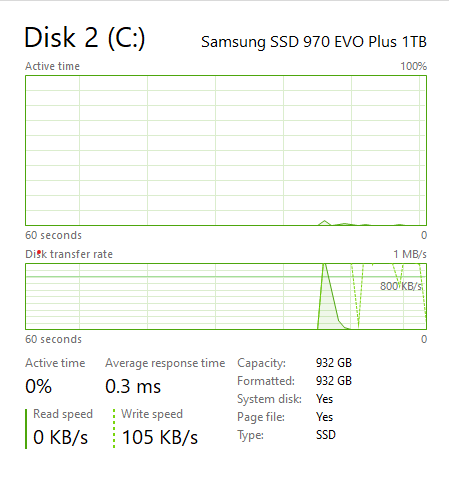 Disk 2 (C:)
Samsung SSD 970 EVO Plus 1TB
Active time 100%
60 seconds 0
Disk transfer rate 1 MB/s
800 KB/s
60 seconds 0
Active time Average response time
0% 0.3 ms
Read speed Write speed
0 KB/s 105 KB/s
Capacity: 932 GB
Formatted: 932 GB
System disk: Yes
Page file: Yes
Type: SSD